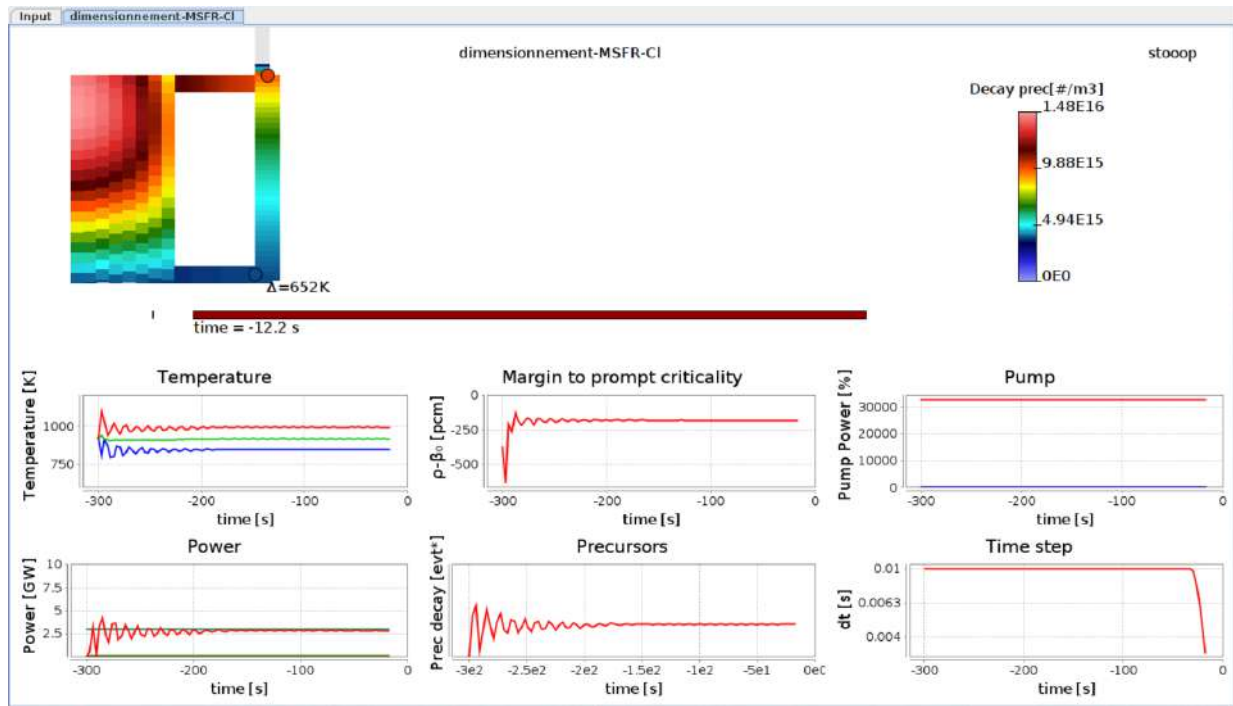 Input dimensionnement-MSFR-Cl
dimensionnement-MSFR-Cl
stooop
Decay prec[#/m3]
1.48E16
9.88E15
4.94E15
0E0
Δ=652K
time = -12.2 s
Temperature
Temperature [K]
1000
750
-300 -200 -100 0
time [s]
Margin to prompt criticality
ρ-β₀ [pcm]
0
-250
-500
-300 -200 -100 0
time [s]
Pump
Pump Power [%]
30000
20000
10000
0
-300 -200 -100 0
time [s]
Power
Power [GW]
10
7.5
5
2.5
-300 -200 -100 0
time [s]
Precursors
Prec decay [evt*]
-3e2 -2.5e2 -2e2 -1.5e2 -1e2 -5e1 0e0
time [s]
Time step
dt [s]
0.01
0.0063
0.004
-300 -200 -100 0
time [s]